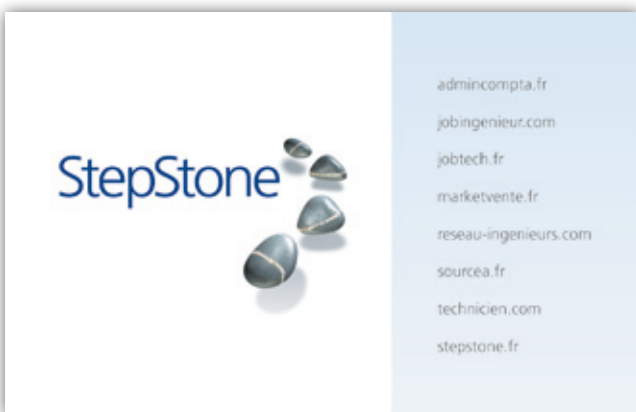 StepStone
admincompta.fr
jobingenieur.com
jobtech.fr
marketvente.fr
reseau-ingenieurs.com
sourcea.fr
technicien.com
stepstone.fr